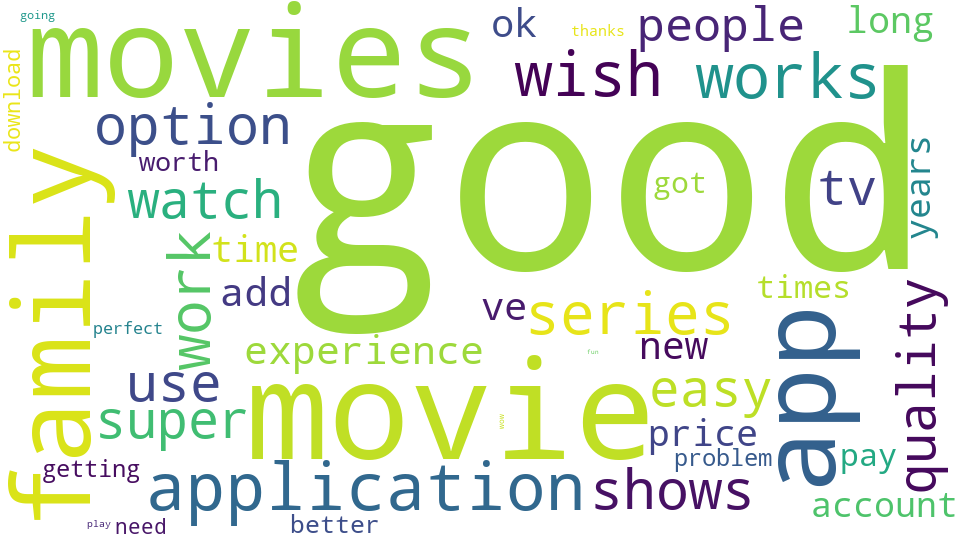 going
movies
ok
thanks
people
long
wish
works
download
option
good
worth
watch
got
tv
years
family
time
work
add
ve
series
times
perfect
experience
fun
new
quality
use
movie
easy
app
super
wow
price
problem
pay
getting
application
shows
account
play
need
better